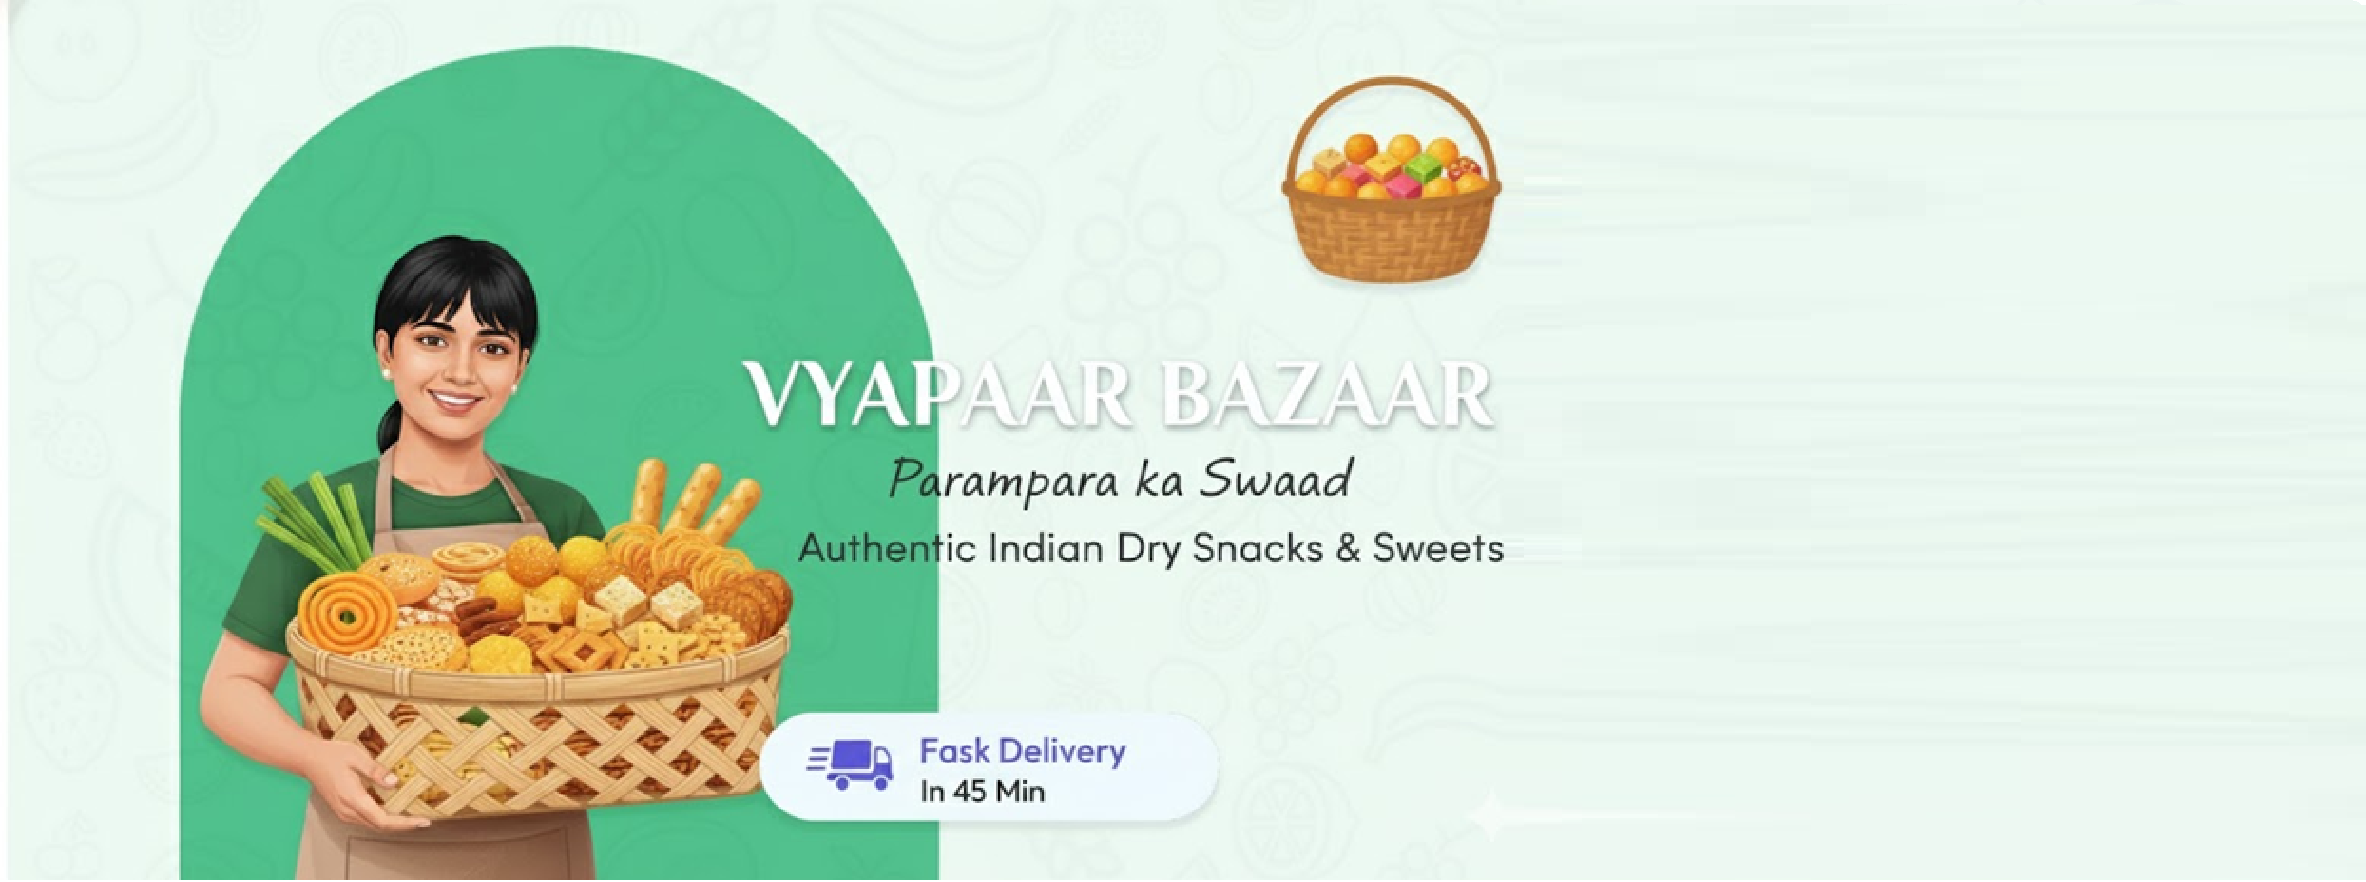 VYAPAAR BAZAAR
Parampara ka Swaad
Authentic Indian Dry Snacks & Sweets
Fask Delivery
In 45 Min